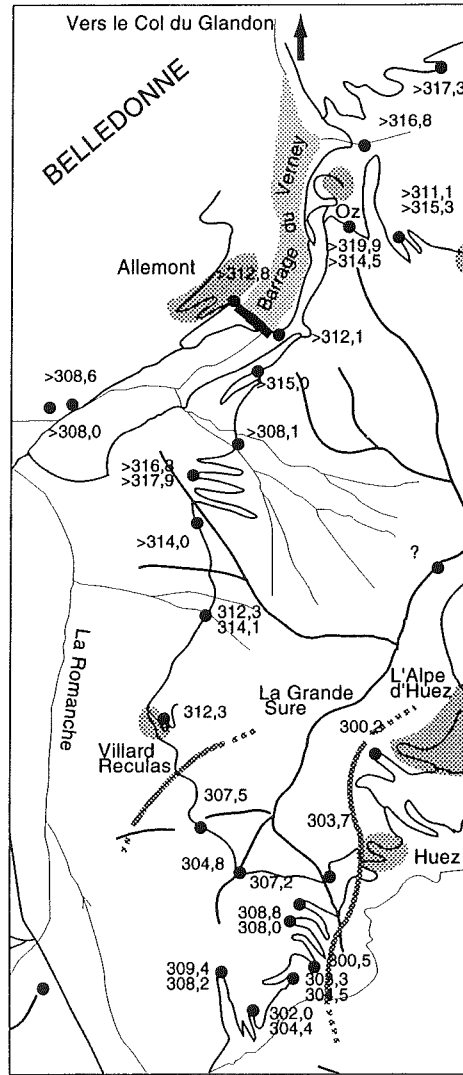 Vers le Col du Glandon
BELLEDONNE
>317,3
>316,8
Barrage du Verney
Oz
>311,1
>315,3
>319,9
>314,5
Allemont
>312,8
>312,1
>308,6
>315,0
>308,0
>308,1
>316,8
>317,9
>314,0
?
312,3
314,1
La Romanche
L'Alpe
d'Huez
La Grande
Sure
312,3
300,2
Villard
Reculas
307,5
303,7
304,8
307,2
Huez
308,8
308,0
300,5
309,4
308,2
304,5
302,0
304,4